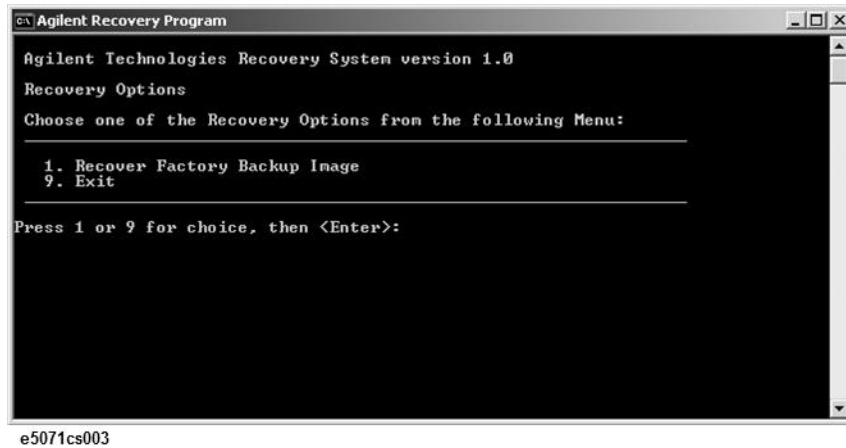 Agilent Recovery Program
Agilent Technologies Recovery System version 1.0
Recovery Options
Choose one of the Recovery Options from the following Menu:
1. Recover Factory Backup Image
9. Exit
Press 1 or 9 for choice, then <Enter>:
e5071cs003